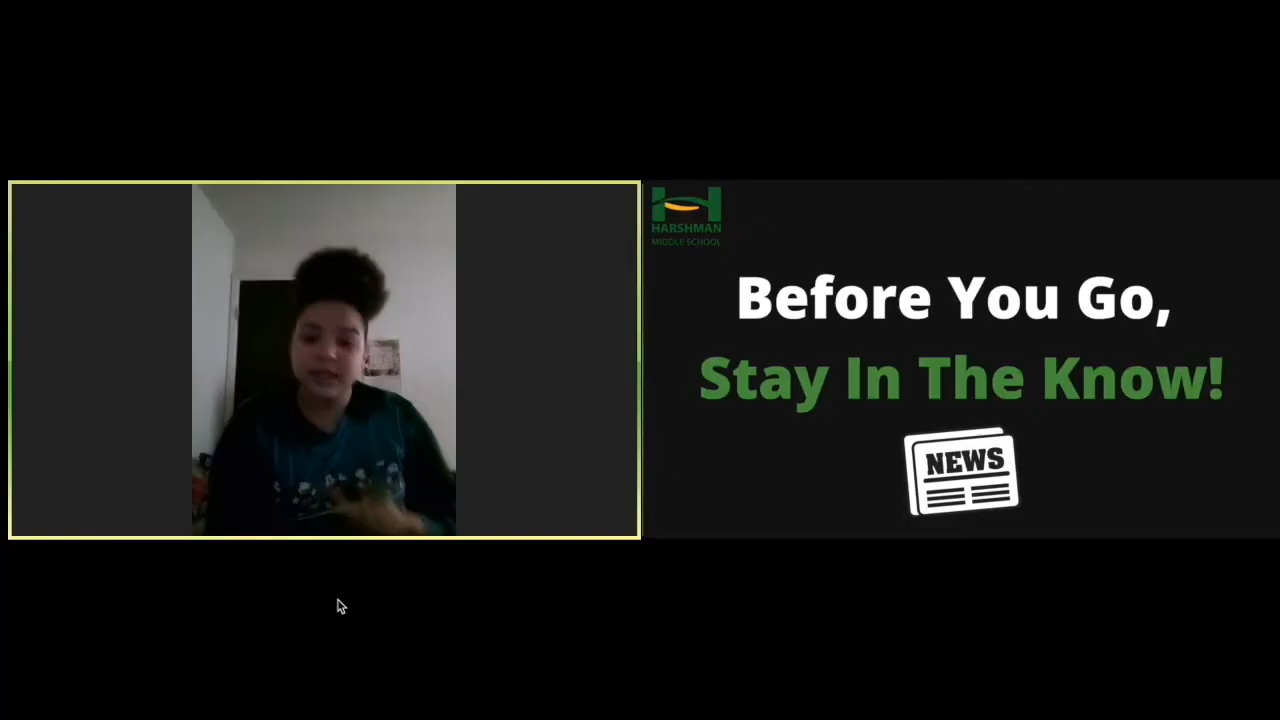 HARSHMAN
MIDDLE SCHOOL
Before You Go,
Stay In The Know!
NEWS